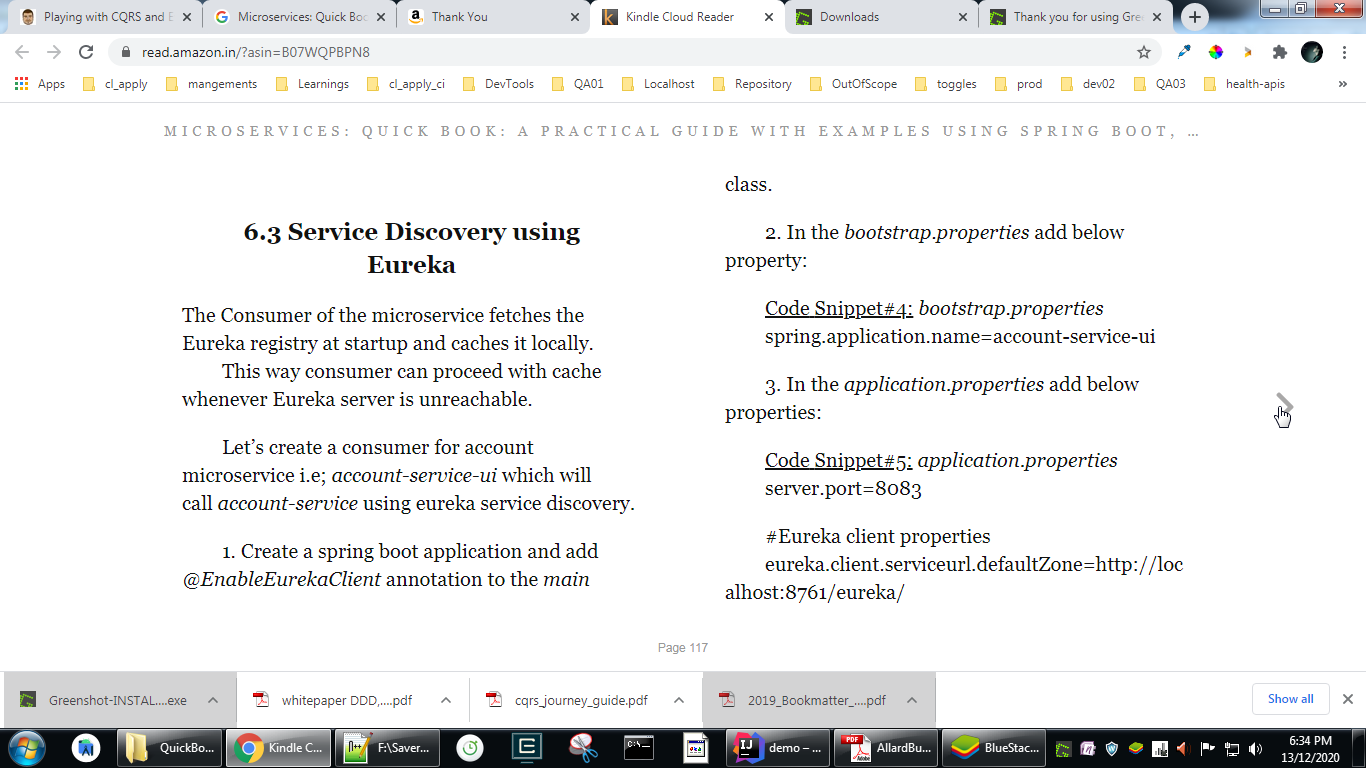 Playing with CQRS and E
Microservices: Quick Boo
Thank You
Kindle Cloud Reader
Downloads
Thank you for using Gre
read.amazon.in/?asin=B07WQPBPN8
Apps
cl_apply
mangements
Learnings
cl_apply_ci
DevTools
QA01
Localhost
Repository
OutOfScope
toggles
prod
dev02
QA03
health-apis
»
MICROSERVICES: QUICK BOOK: A PRACTICAL GUIDE WITH EXAMPLES USING SPRING BOOT, …
6.3 Service Discovery using
Eureka
The Consumer of the microservice fetches the
Eureka registry at startup and caches it locally.
This way consumer can proceed with cache
whenever Eureka server is unreachable.
Let’s create a consumer for account
microservice i.e; account-service-ui which will
call account-service using eureka service discovery.
1. Create a spring boot application and add
@EnableEurekaClient annotation to the main
class.
2. In the bootstrap.properties add below
property:
Code Snippet#4: bootstrap.properties
spring.application.name=account-service-ui
3. In the application.properties add below
properties:
Code Snippet#5: application.properties
server.port=8083
#Eureka client properties
eureka.client.serviceurl.defaultZone=http://loc
alhost:8761/eureka/
Page 117
Greenshot-INSTAL....exe
whitepaper DDD,....pdf
cqrs_journey_guide.pdf
2019_Bookmatter_....pdf
Show all
QuickBo...
Kindle C...
F:\Saver...
demo – ...
AllardBu...
BlueStac...
6:34 PM
13/12/2020